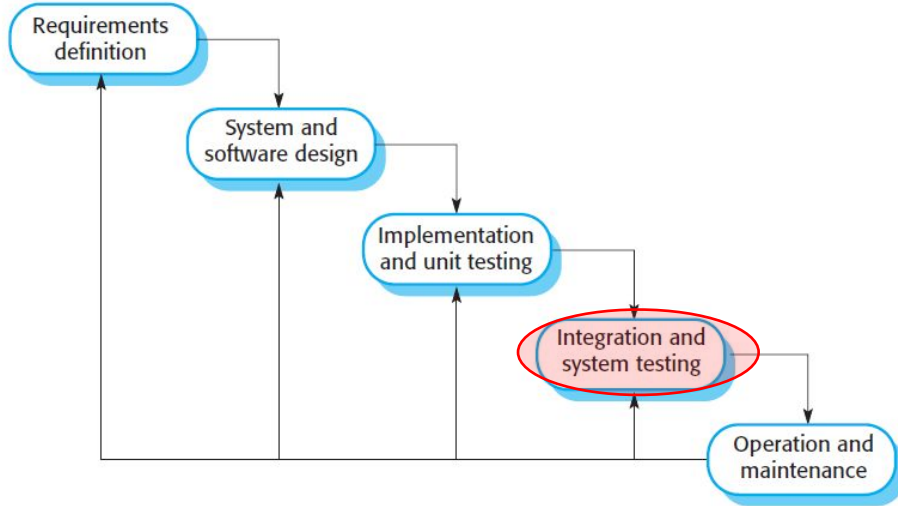 Requirements
definition
System and
software design
Implementation
and unit testing
Integration and
system testing
Operation and
maintenance